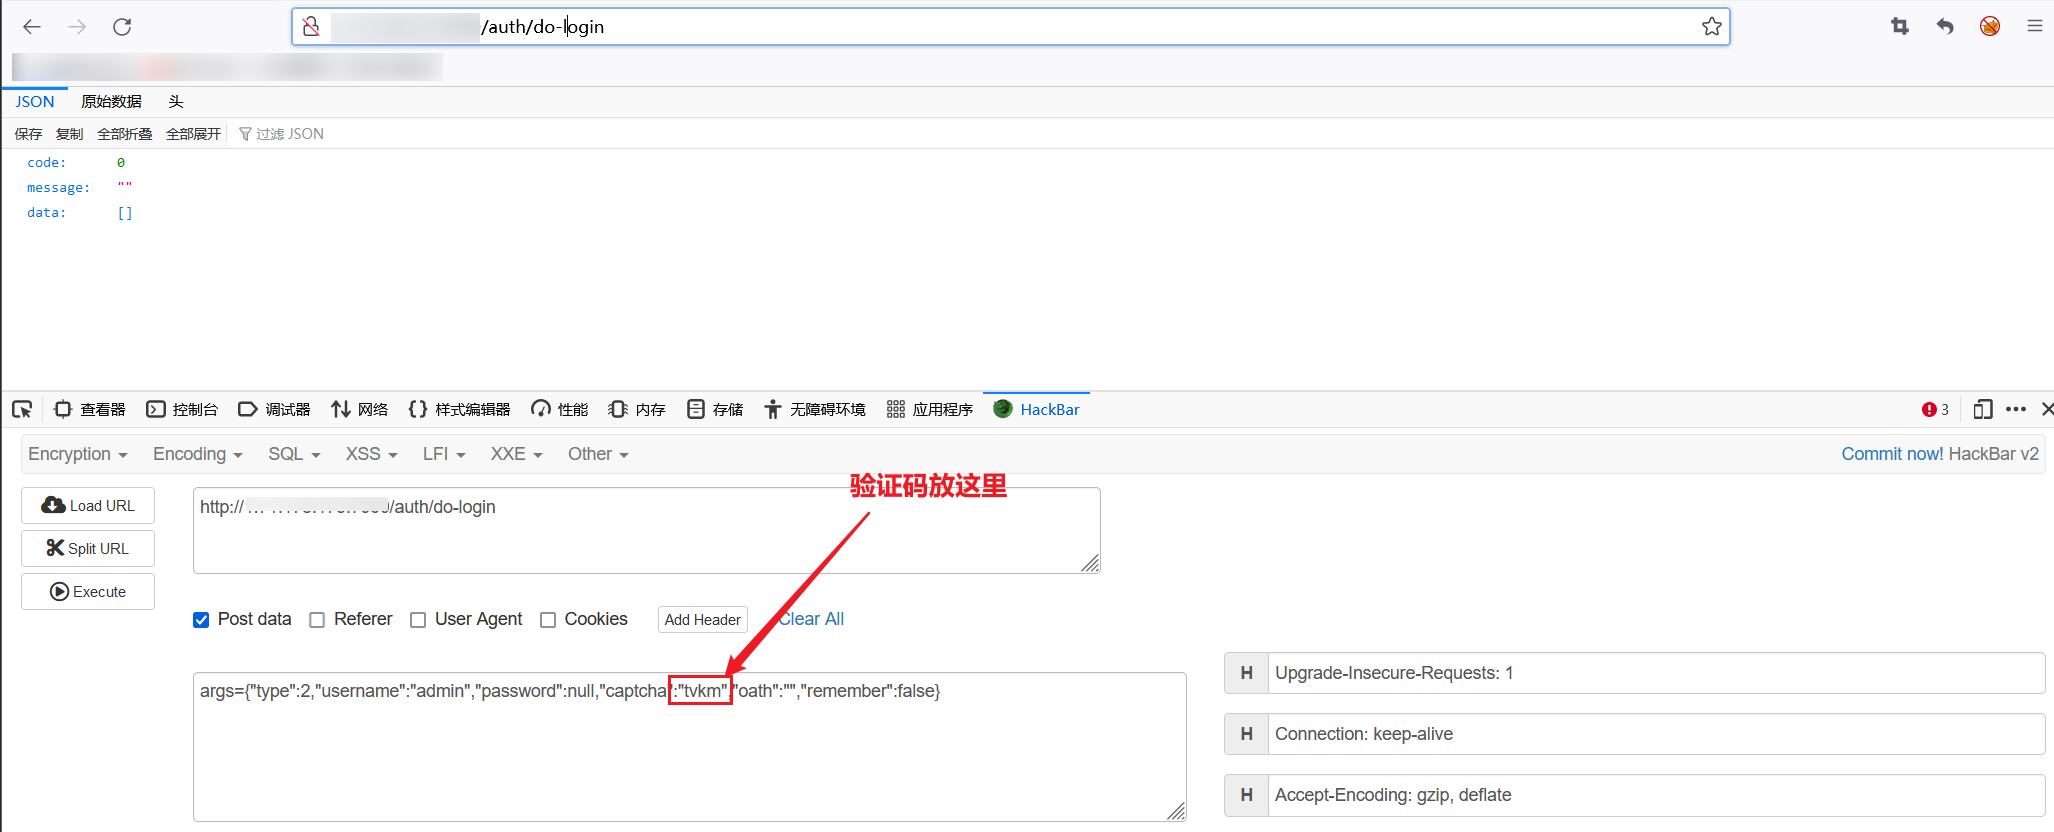 /auth/do-login
JSON 原始数据 头
保存 复制 全部折叠 全部展开 过滤 JSON
code: 0
message: ""
data: []
查看器 控制台 调试器 网络 样式编辑器 性能 内存 存储 无障碍环境 应用程序 HackBar 3
Encryption Encoding SQL XSS LFI XXE Other Commit now! HackBar v2
验证码放这里
Load URL
http:// /auth/do-login
Split URL
Execute
Post data Referer User Agent Cookies Add Header Clear All
args={"type":2,"username":"admin","password":null,"captcha":"tvkm","oath":"","remember":false}
H Upgrade-Insecure-Requests: 1
H Connection: keep-alive
H Accept-Encoding: gzip, deflate